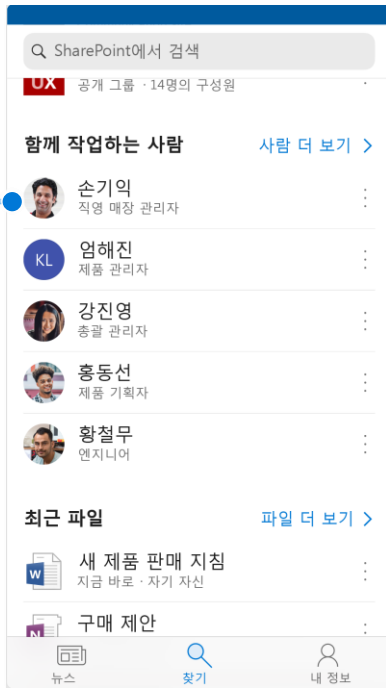 SharePoint에서 검색
UX 공개 그룹 · 14명의 구성원
함께 작업하는 사람 사람 더 보기
손기익
직영 매장 관리자
KL 엄해진
제품 관리자
강진영
총괄 관리자
홍동선
제품 기획자
황철무
엔지니어
최근 파일 파일 더 보기
W 새 제품 판매 지침
지금 바로 · 자기 자신
N 구매 제안
뉴스 찾기 내 정보